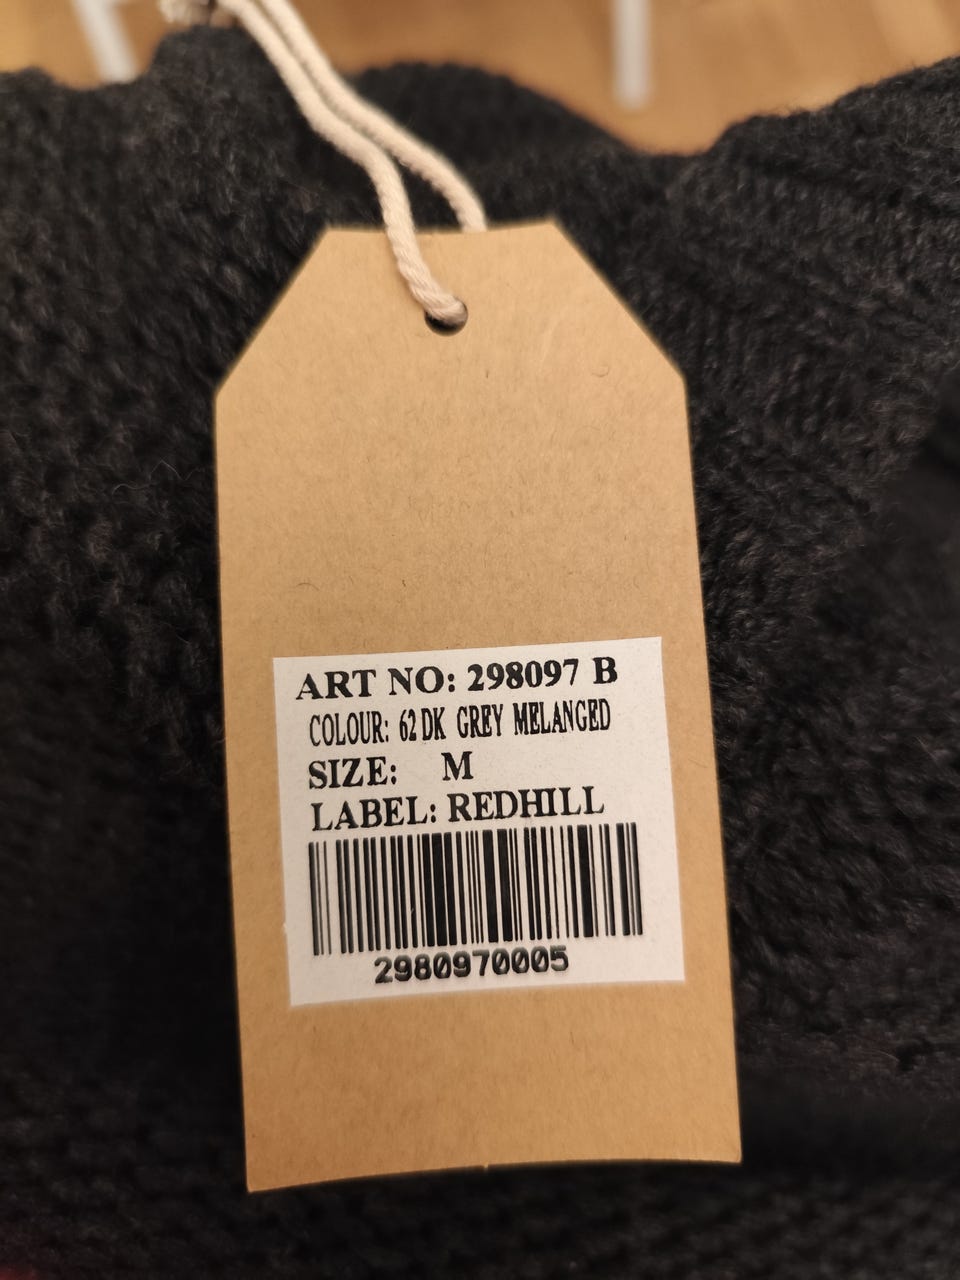 ART NO: 298097 B
COLOUR: 62 DK GREY MELANGED
SIZE: M
LABEL: REDHILL
2980970005